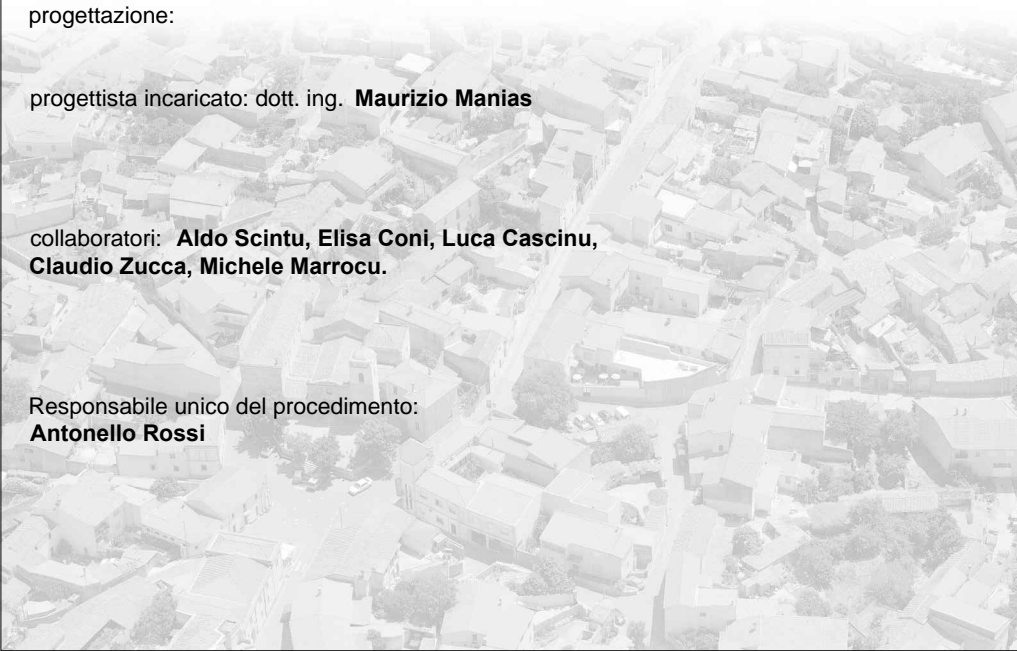 progettazione:
progettista incaricato: dott. ing. Maurizio Manias
collaboratori: Aldo Scintu, Elisa Coni, Luca Cascinu,
Claudio Zucca, Michele Marrocu.
Responsabile unico del procedimento:
Antonello Rossi